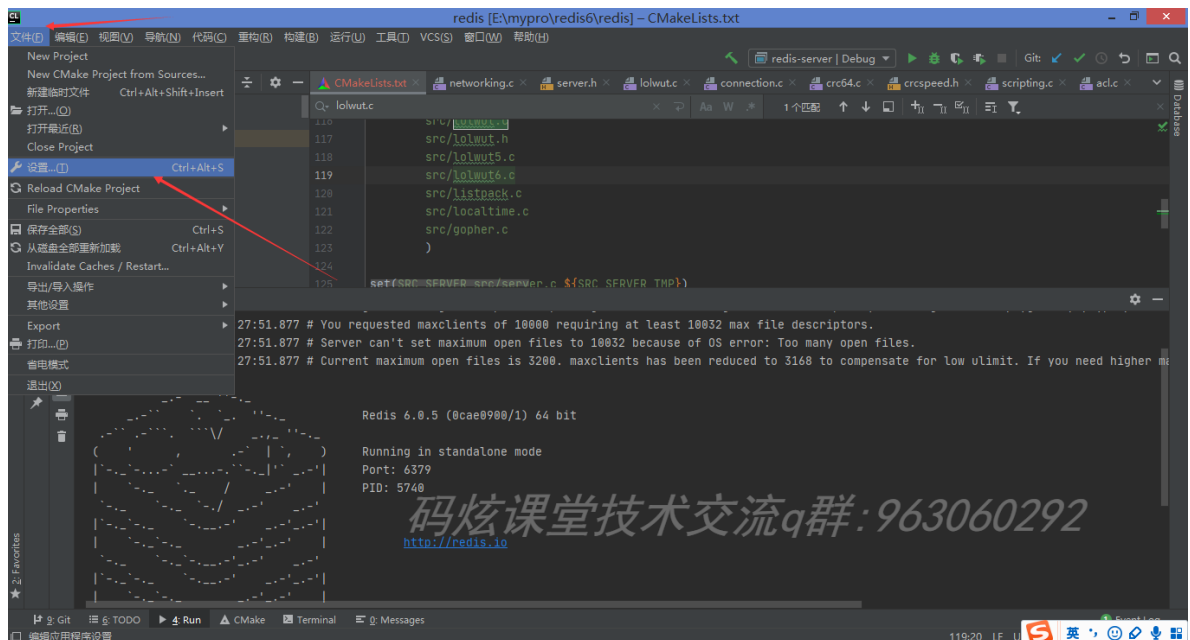 CL redis [E:\mypro\redis6\redis] – CMakeLists.txt
文件(F) 编辑(E) 视图(V) 导航(N) 代码(C) 重构(R) 构建(B) 运行(U) 工具(T) VCS(S) 窗口(W) 帮助(H)
redis-server | Debug Git:
New Project
New CMake Project from Sources...
新建临时文件 Ctrl+Alt+Shift+Insert
打开...(O)
打开最近(R)
Close Project
设置...(T) Ctrl+Alt+S
Reload CMake Project
File Properties
保存全部(S) Ctrl+S
从磁盘全部重新加载 Ctrl+Alt+Y
Invalidate Caches / Restart...
导出/导入操作
其他设置
Export
打印...(P)
省电模式
退出(X)
CMakeLists.txt networking.c server.h lolwut.c connection.c crc64.c crcspeed.h scripting.c acl.c
lolwut.c Aa W .* 1 个匹配
Database
116 src/lolwut.c
117 src/lolwut.h
118 src/lolwut5.c
119 src/lolwut6.c
120 src/listpack.c
121 src/localtime.c
122 src/gopher.c
123 )
124
125 set(SRC_SERVER src/server.c ${SRC_SERVER_TMP})
27:51.877 # You requested maxclients of 10000 requiring at least 10032 max file descriptors.
27:51.877 # Server can't set maximum open files to 10032 because of OS error: Too many open files.
27:51.877 # Current maximum open files is 3200. maxclients has been reduced to 3168 to compensate for low ulimit. If you need higher ma
Redis 6.0.5 (0cae0900/1) 64 bit
Running in standalone mode
Port: 6379
PID: 5740
码炫课堂技术交流q群:963060292
http://redis.io
2: Favorites
9: Git 6: TODO 4: Run CMake Terminal 0: Messages Event Log
编辑应用程序设置 119:20 LF U
S 英